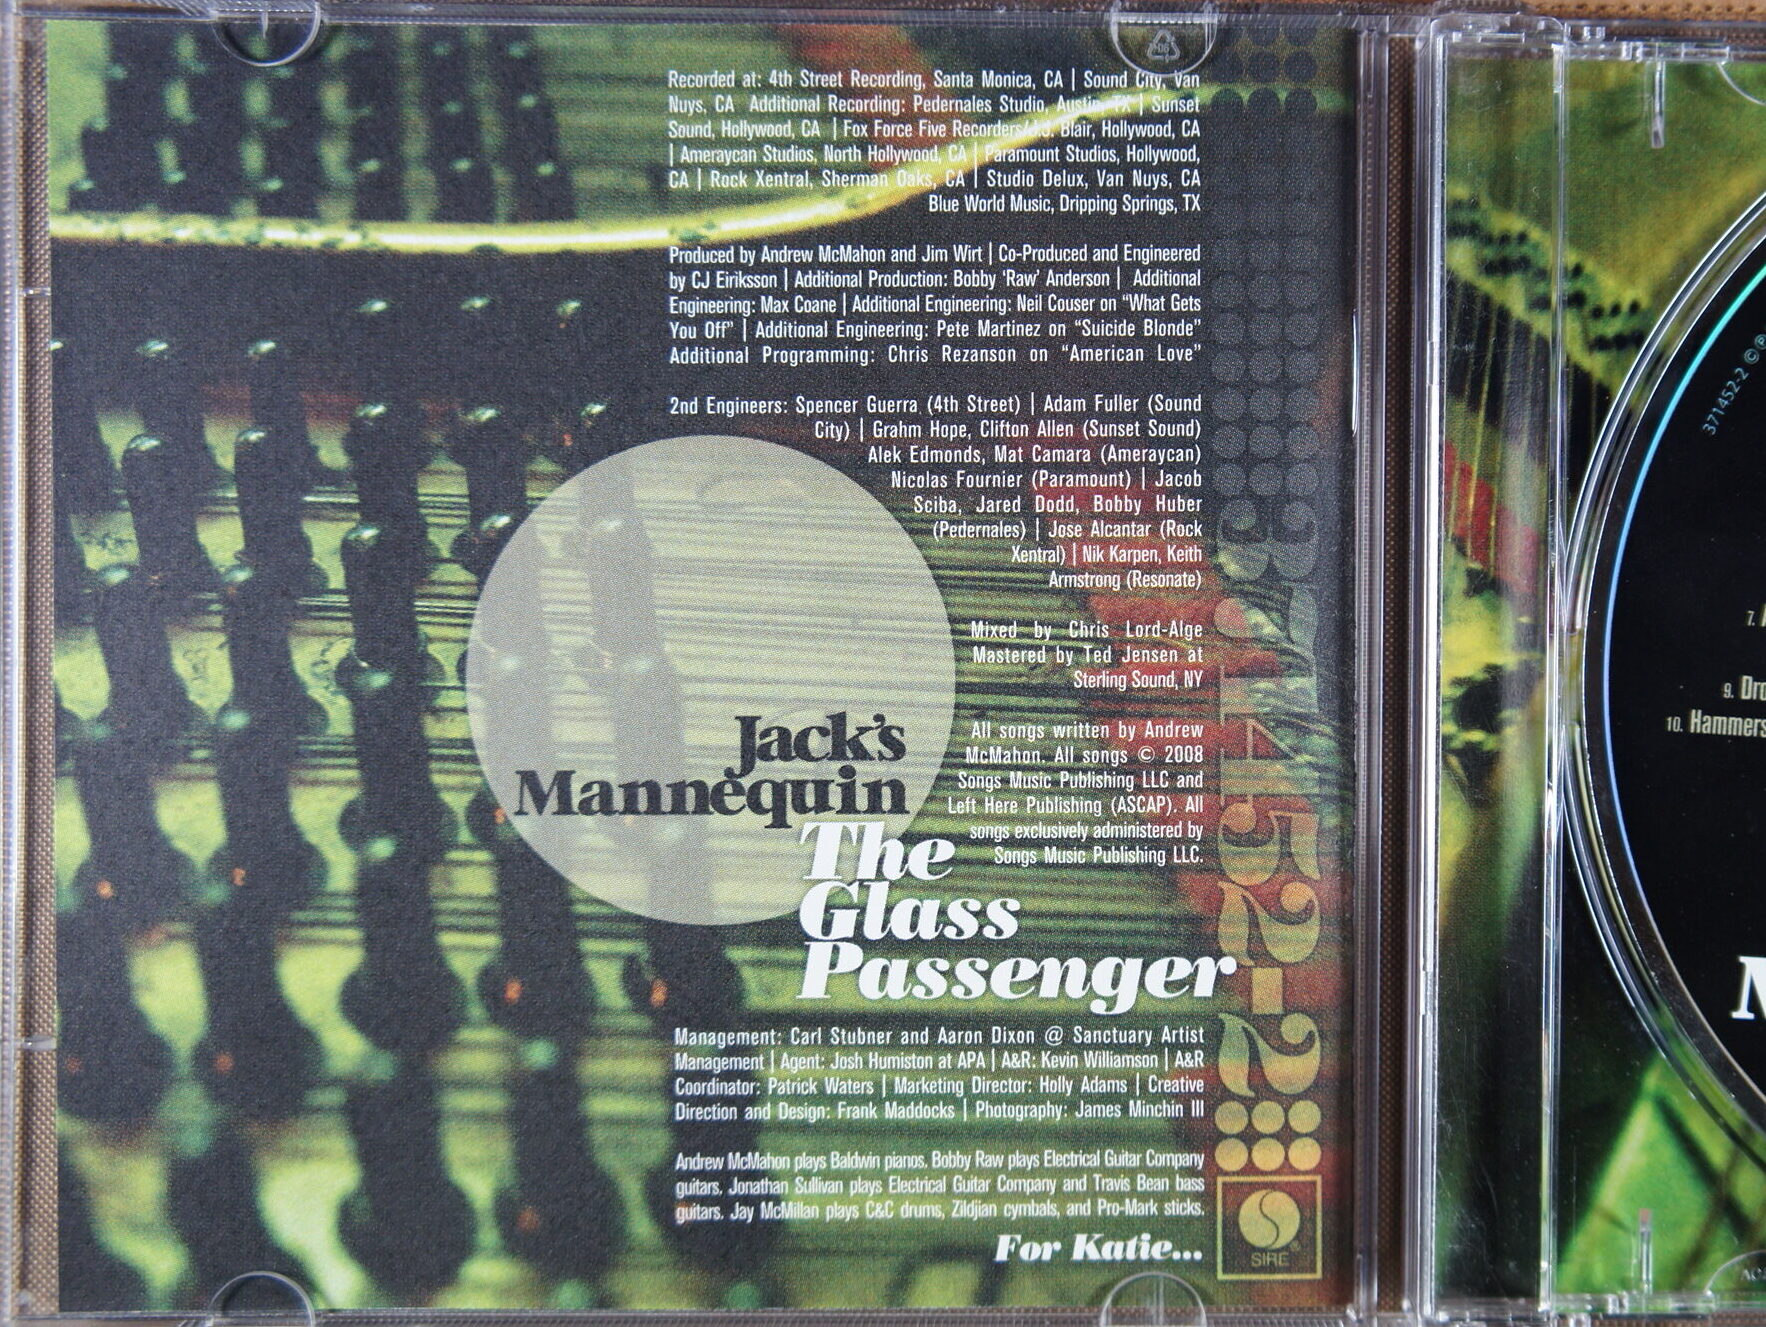 Recorded at: 4th Street Recording, Santa Monica, CA | Sound City, Van
Nuys, CA Additional Recording: Pedernales Studio, Austin, TX | Sunset
Sound, Hollywood, CA | Fox Force Five Recorders/J.J. Blair, Hollywood, CA
| Ameraycan Studios, North Hollywood, CA | Paramount Studios, Hollywood,
CA | Rock Xentral, Sherman Oaks, CA | Studio Delux, Van Nuys, CA
Blue World Music, Dripping Springs, TX
Produced by Andrew McMahon and Jim Wirt | Co-Produced and Engineered
by CJ Eiriksson | Additional Production: Bobby 'Raw' Anderson | Additional
Engineering: Max Coane | Additional Engineering: Neil Couser on “What Gets
You Off” | Additional Engineering: Pete Martinez on “Suicide Blonde”
Additional Programming: Chris Rezanson on “American Love”
2nd Engineers: Spencer Guerra (4th Street) | Adam Fuller (Sound
City) | Grahm Hope, Clifton Allen (Sunset Sound)
Alek Edmonds, Mat Camara (Ameraycan)
Nicolas Fournier (Paramount) | Jacob
Sciba, Jared Dodd, Bobby Huber
(Pedernales) | Jose Alcantar (Rock
Xentral) | Nik Karpen, Keith
Armstrong (Resonate)
Mixed by Chris Lord-Alge
Mastered by Ted Jensen at
Sterling Sound, NY
All songs written by Andrew
McMahon. All songs © 2008
Songs Music Publishing LLC and
Left Here Publishing (ASCAP). All
songs exclusively administered by
Songs Music Publishing LLC.
Jack's
Mannequin
The
Glass
Passenger
Management: Carl Stubner and Aaron Dixon @ Sanctuary Artist
Management | Agent: Josh Humiston at APA | A&R: Kevin Williamson | A&R
Coordinator: Patrick Waters | Marketing Director: Holly Adams | Creative
Direction and Design: Frank Maddocks | Photography: James Minchin III
Andrew McMahon plays Baldwin pianos. Bobby Raw plays Electrical Guitar Company
guitars. Jonathan Sullivan plays Electrical Guitar Company and Travis Bean bass
guitars. Jay McMillan plays C&C drums, Zildjian cymbals, and Pro-Mark sticks.
For Katie...
371452-2
SIRE®
371452-2 © ℗
7.
9. Dro
10. Hammers
M